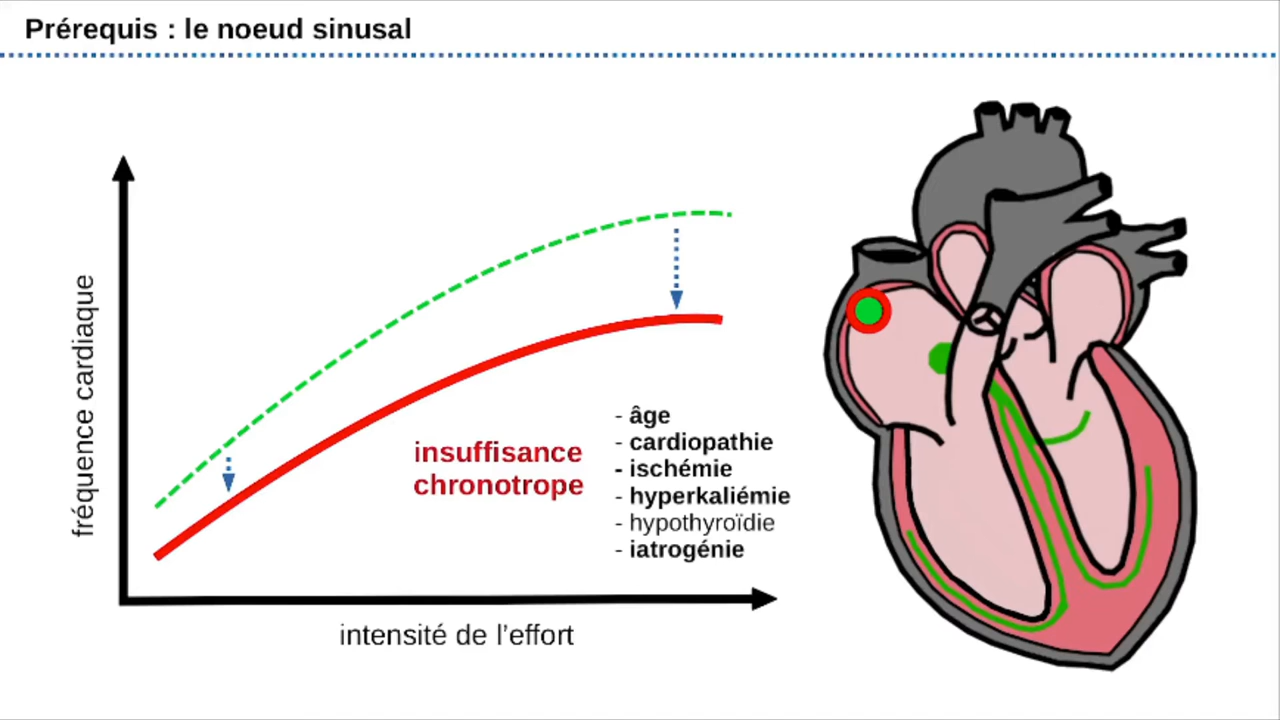 Prérequis : le noeud sinusal
fréquence cardiaque
insuffisance
chronotrope
- âge
- cardiopathie
- ischémie
- hyperkaliémie
- hypothyroïdie
- iatrogénie
intensité de l'effort